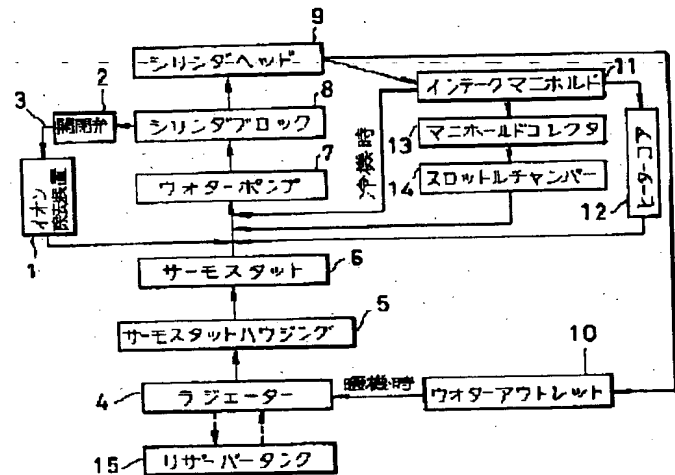 9
シリンダーヘッド
11
インテークマニホルド
2
3
開閉弁
8
シリンダブロック
13
マニホールドコレクタ
冷機時
7
ウオターポンプ
14
スロットルチャンバー
ヒーターコア
12
イオン
除去装置
1
サーモスタット
6
サーモスタットハウジング
5
10
暖機時
ウオターアウトレット
4
ラジエーター
15
リザーバータンク